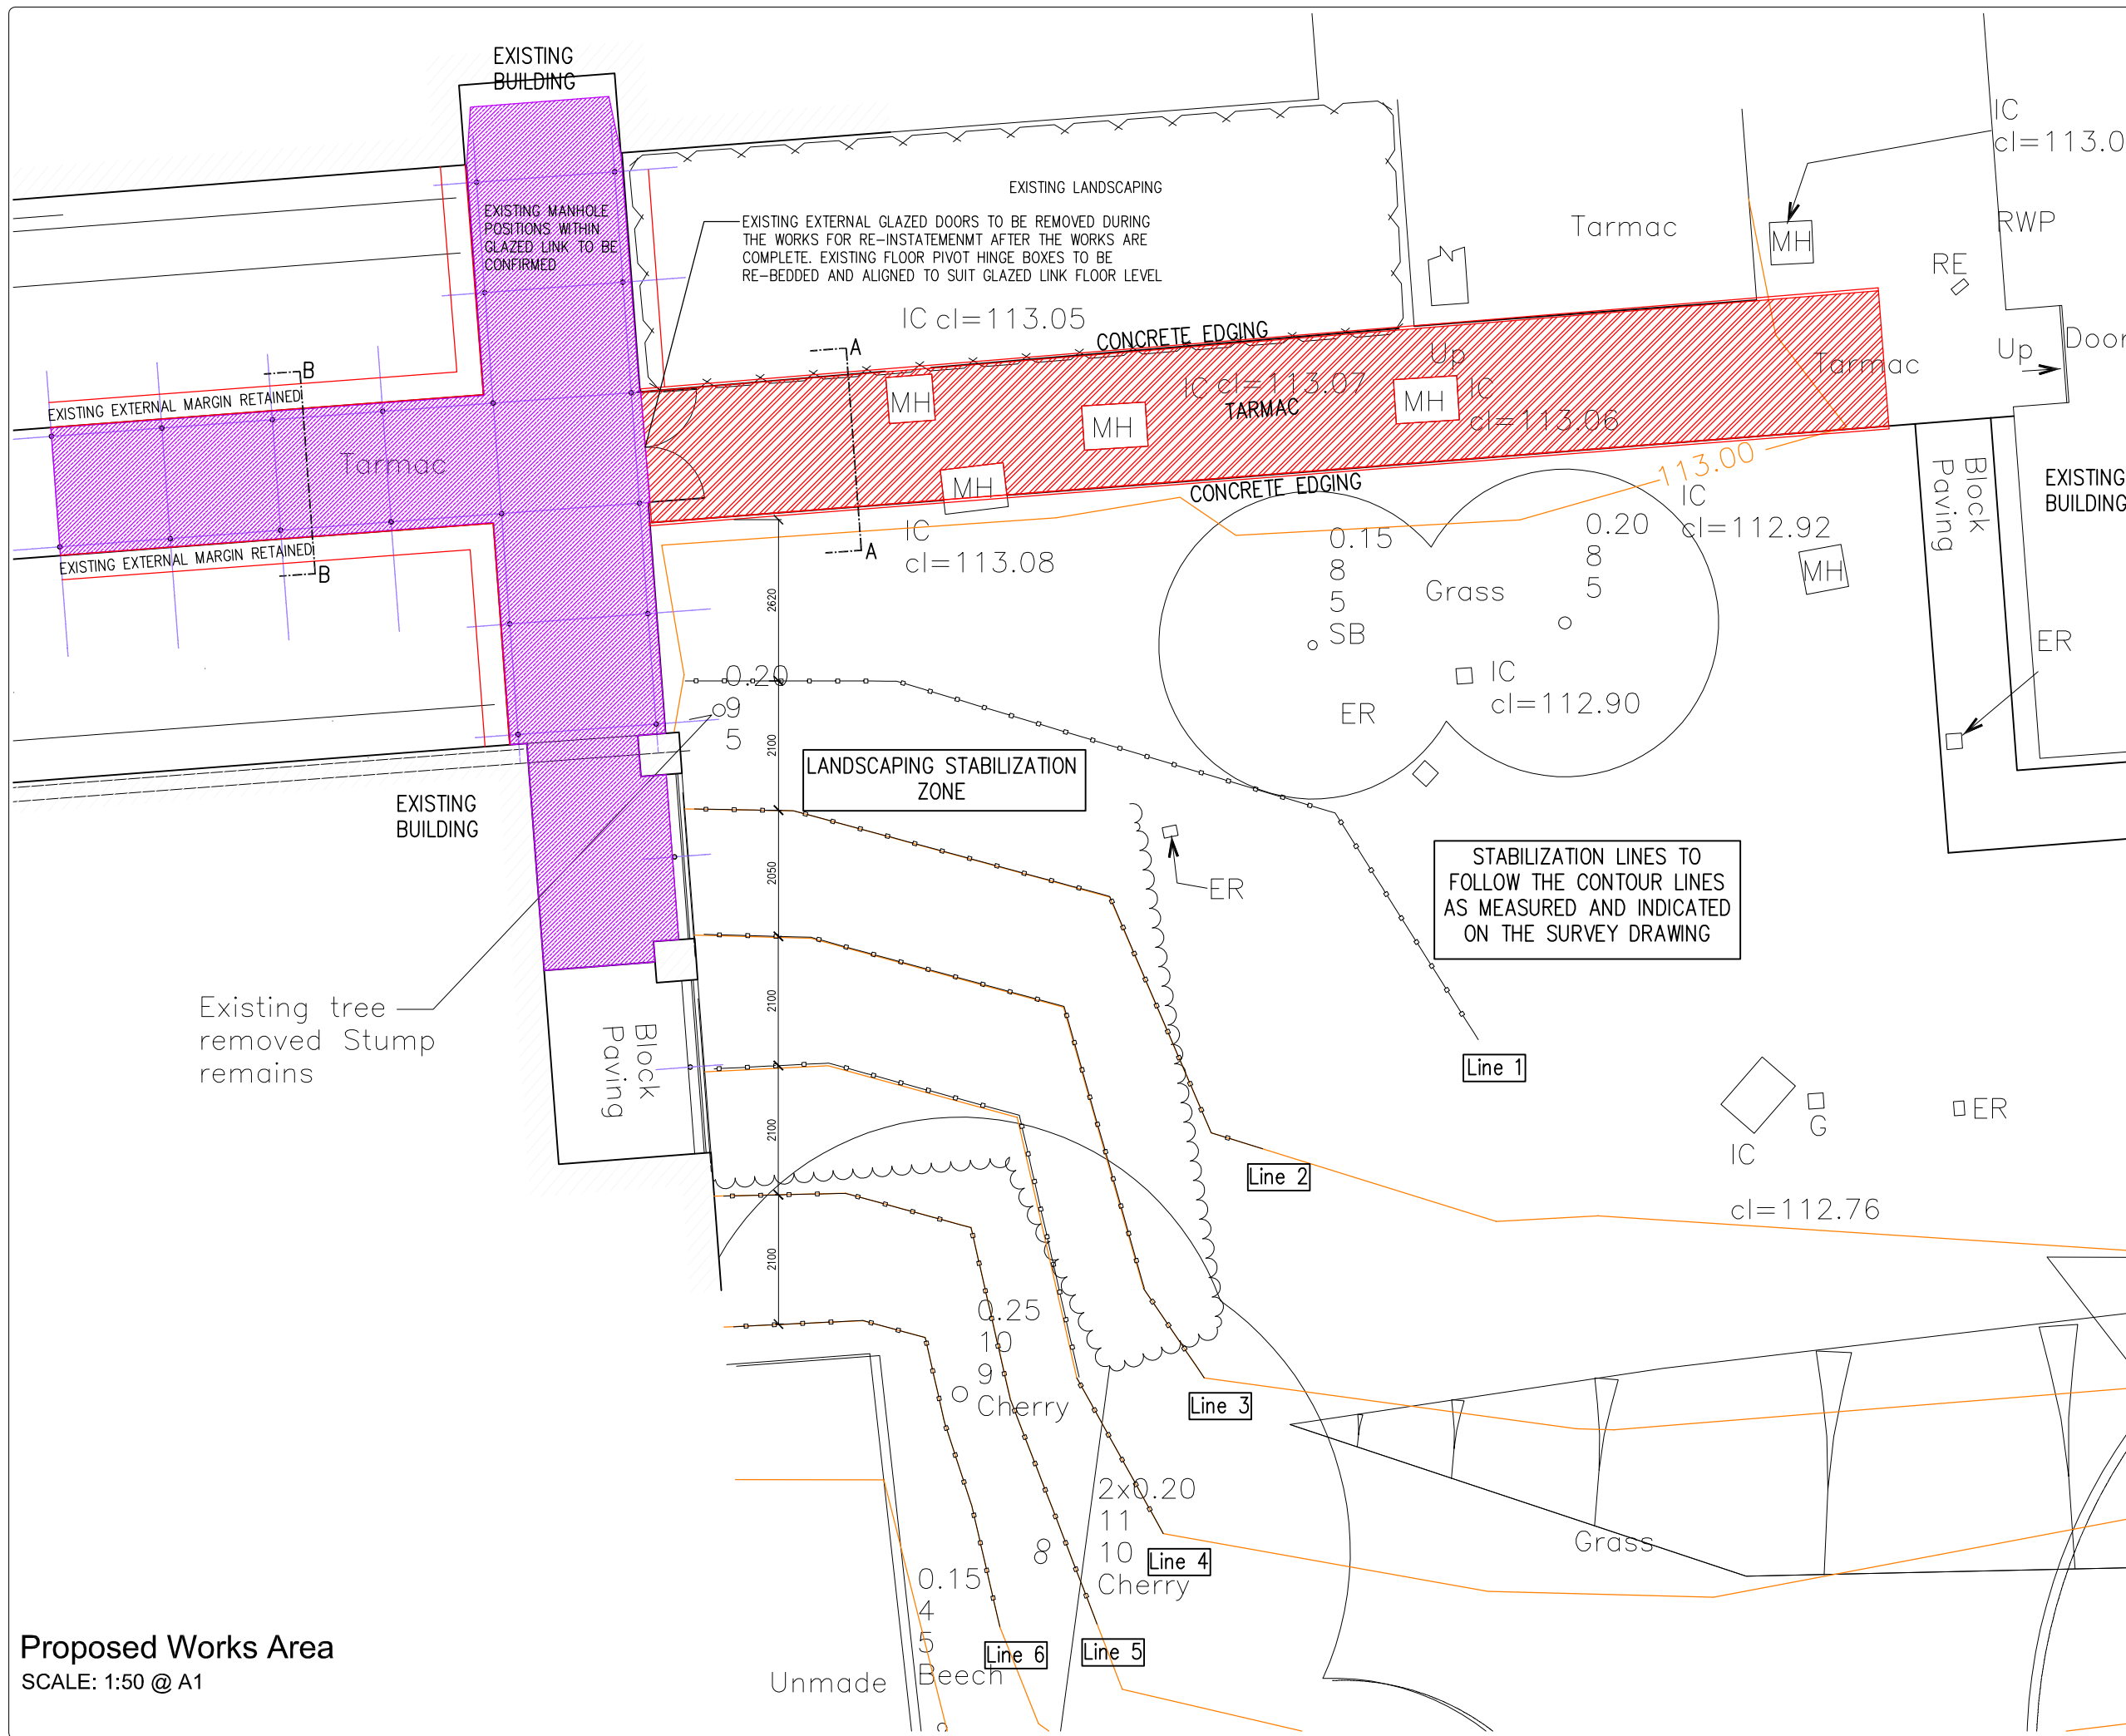 EXISTING
BUILDING
EXISTING MANHOLE
POSITIONS WITHIN
GLAZED LINK TO BE
CONFIRMED
EXISTING LANDSCAPING
EXISTING EXTERNAL GLAZED DOORS TO BE REMOVED DURING
THE WORKS FOR RE-INSTATEMENMT AFTER THE WORKS ARE
COMPLETE. EXISTING FLOOR PIVOT HINGE BOXES TO BE
RE-BEDDED AND ALIGNED TO SUIT GLAZED LINK FLOOR LEVEL
IC cl=113.05
CONCRETE EDGING
Tarmac
MH
IC
cl=113.0
RWP
RE
Up
Door
Tarmac
Up
IC cl=113.07
TARMAC
MH
MH
MH
IC
cl=113.06
MH
A
A
B
B
EXISTING EXTERNAL MARGIN RETAINED
Tarmac
EXISTING EXTERNAL MARGIN RETAINED
CONCRETE EDGING
113.00
IC
cl=113.08
IC
cl=112.92
MH
Block
Paving
EXISTING
BUILDING
ER
0.15
8
5
SB
Grass
0.20
8
5
IC
cl=112.90
ER
2620
0.20
9
5
2100
LANDSCAPING STABILIZATION
ZONE
EXISTING
BUILDING
2050
ER
STABILIZATION LINES TO
FOLLOW THE CONTOUR LINES
AS MEASURED AND INDICATED
ON THE SURVEY DRAWING
Existing tree
removed Stump
remains
Block
Paving
2100
2100
2100
Line 1
IC
G
ER
cl=112.76
Line 2
0.25
10
9
Cherry
Line 3
2x0.20
11
10
Cherry
8
Line 4
Grass
0.15
4
5
Beech
Line 6
Line 5
Unmade
Proposed Works Area
SCALE: 1:50 @ A1